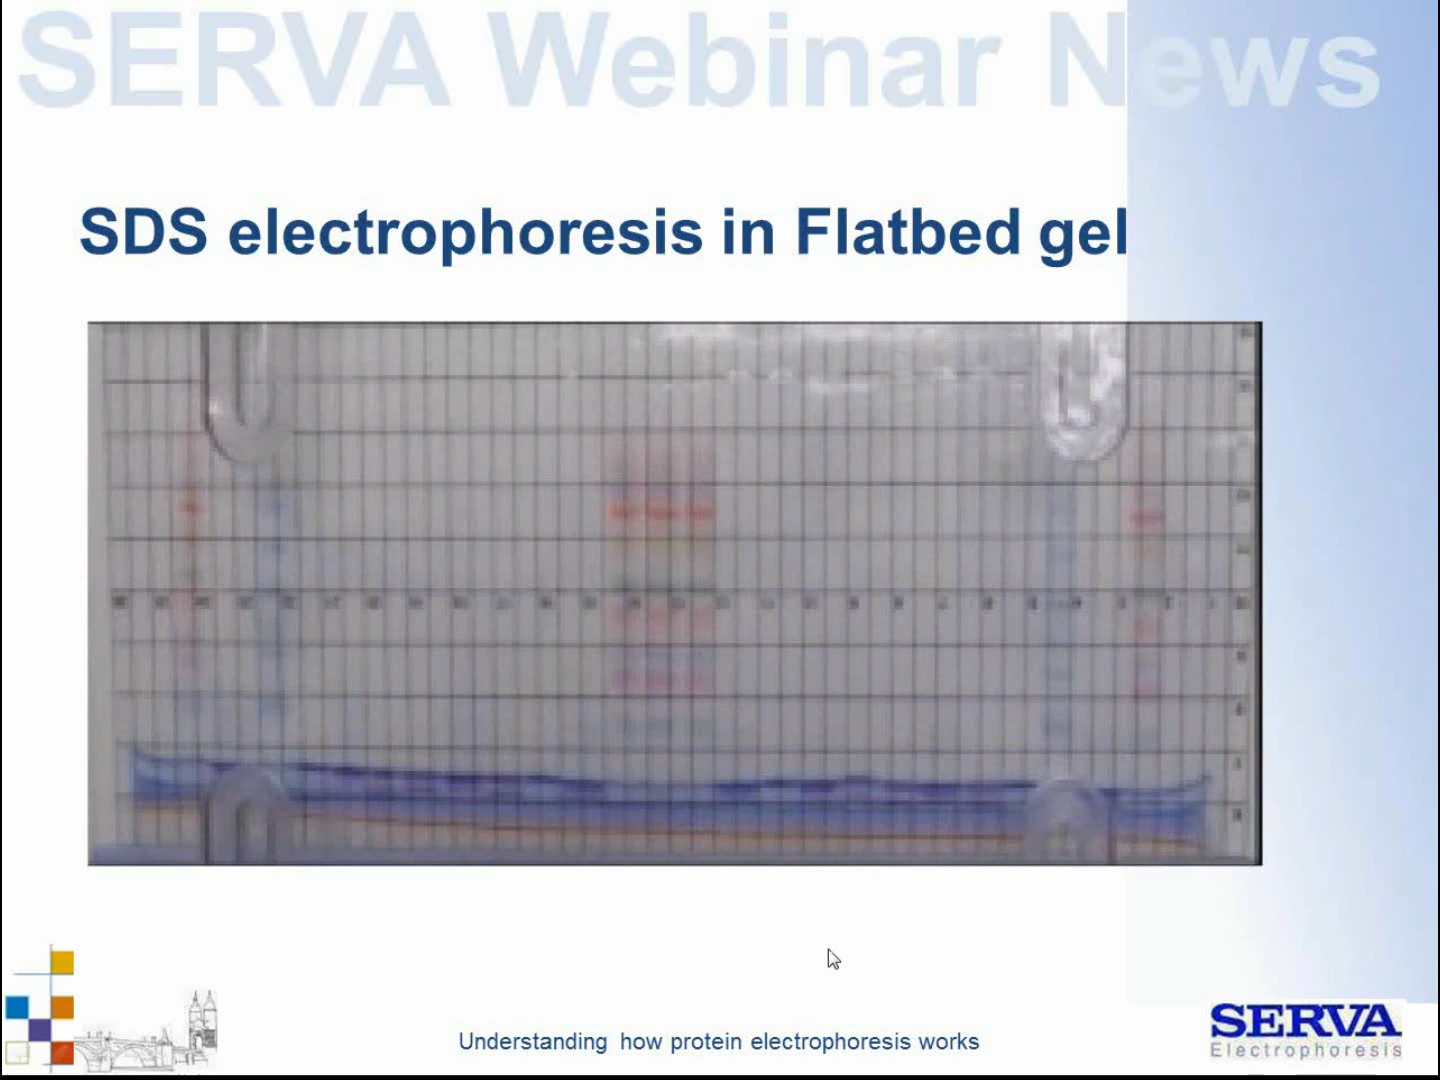 SERVA Webinar News
SDS electrophoresis in Flatbed gel
Understanding how protein electrophoresis works
SERVA
Electrophoresis